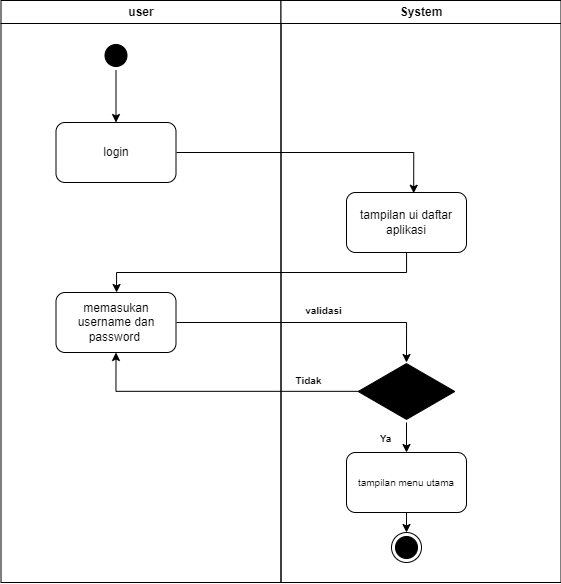 user
System
login
tampilan ui daftar
aplikasi
memasukan
username dan
password
validasi
Tidak
Ya
tampilan menu utama